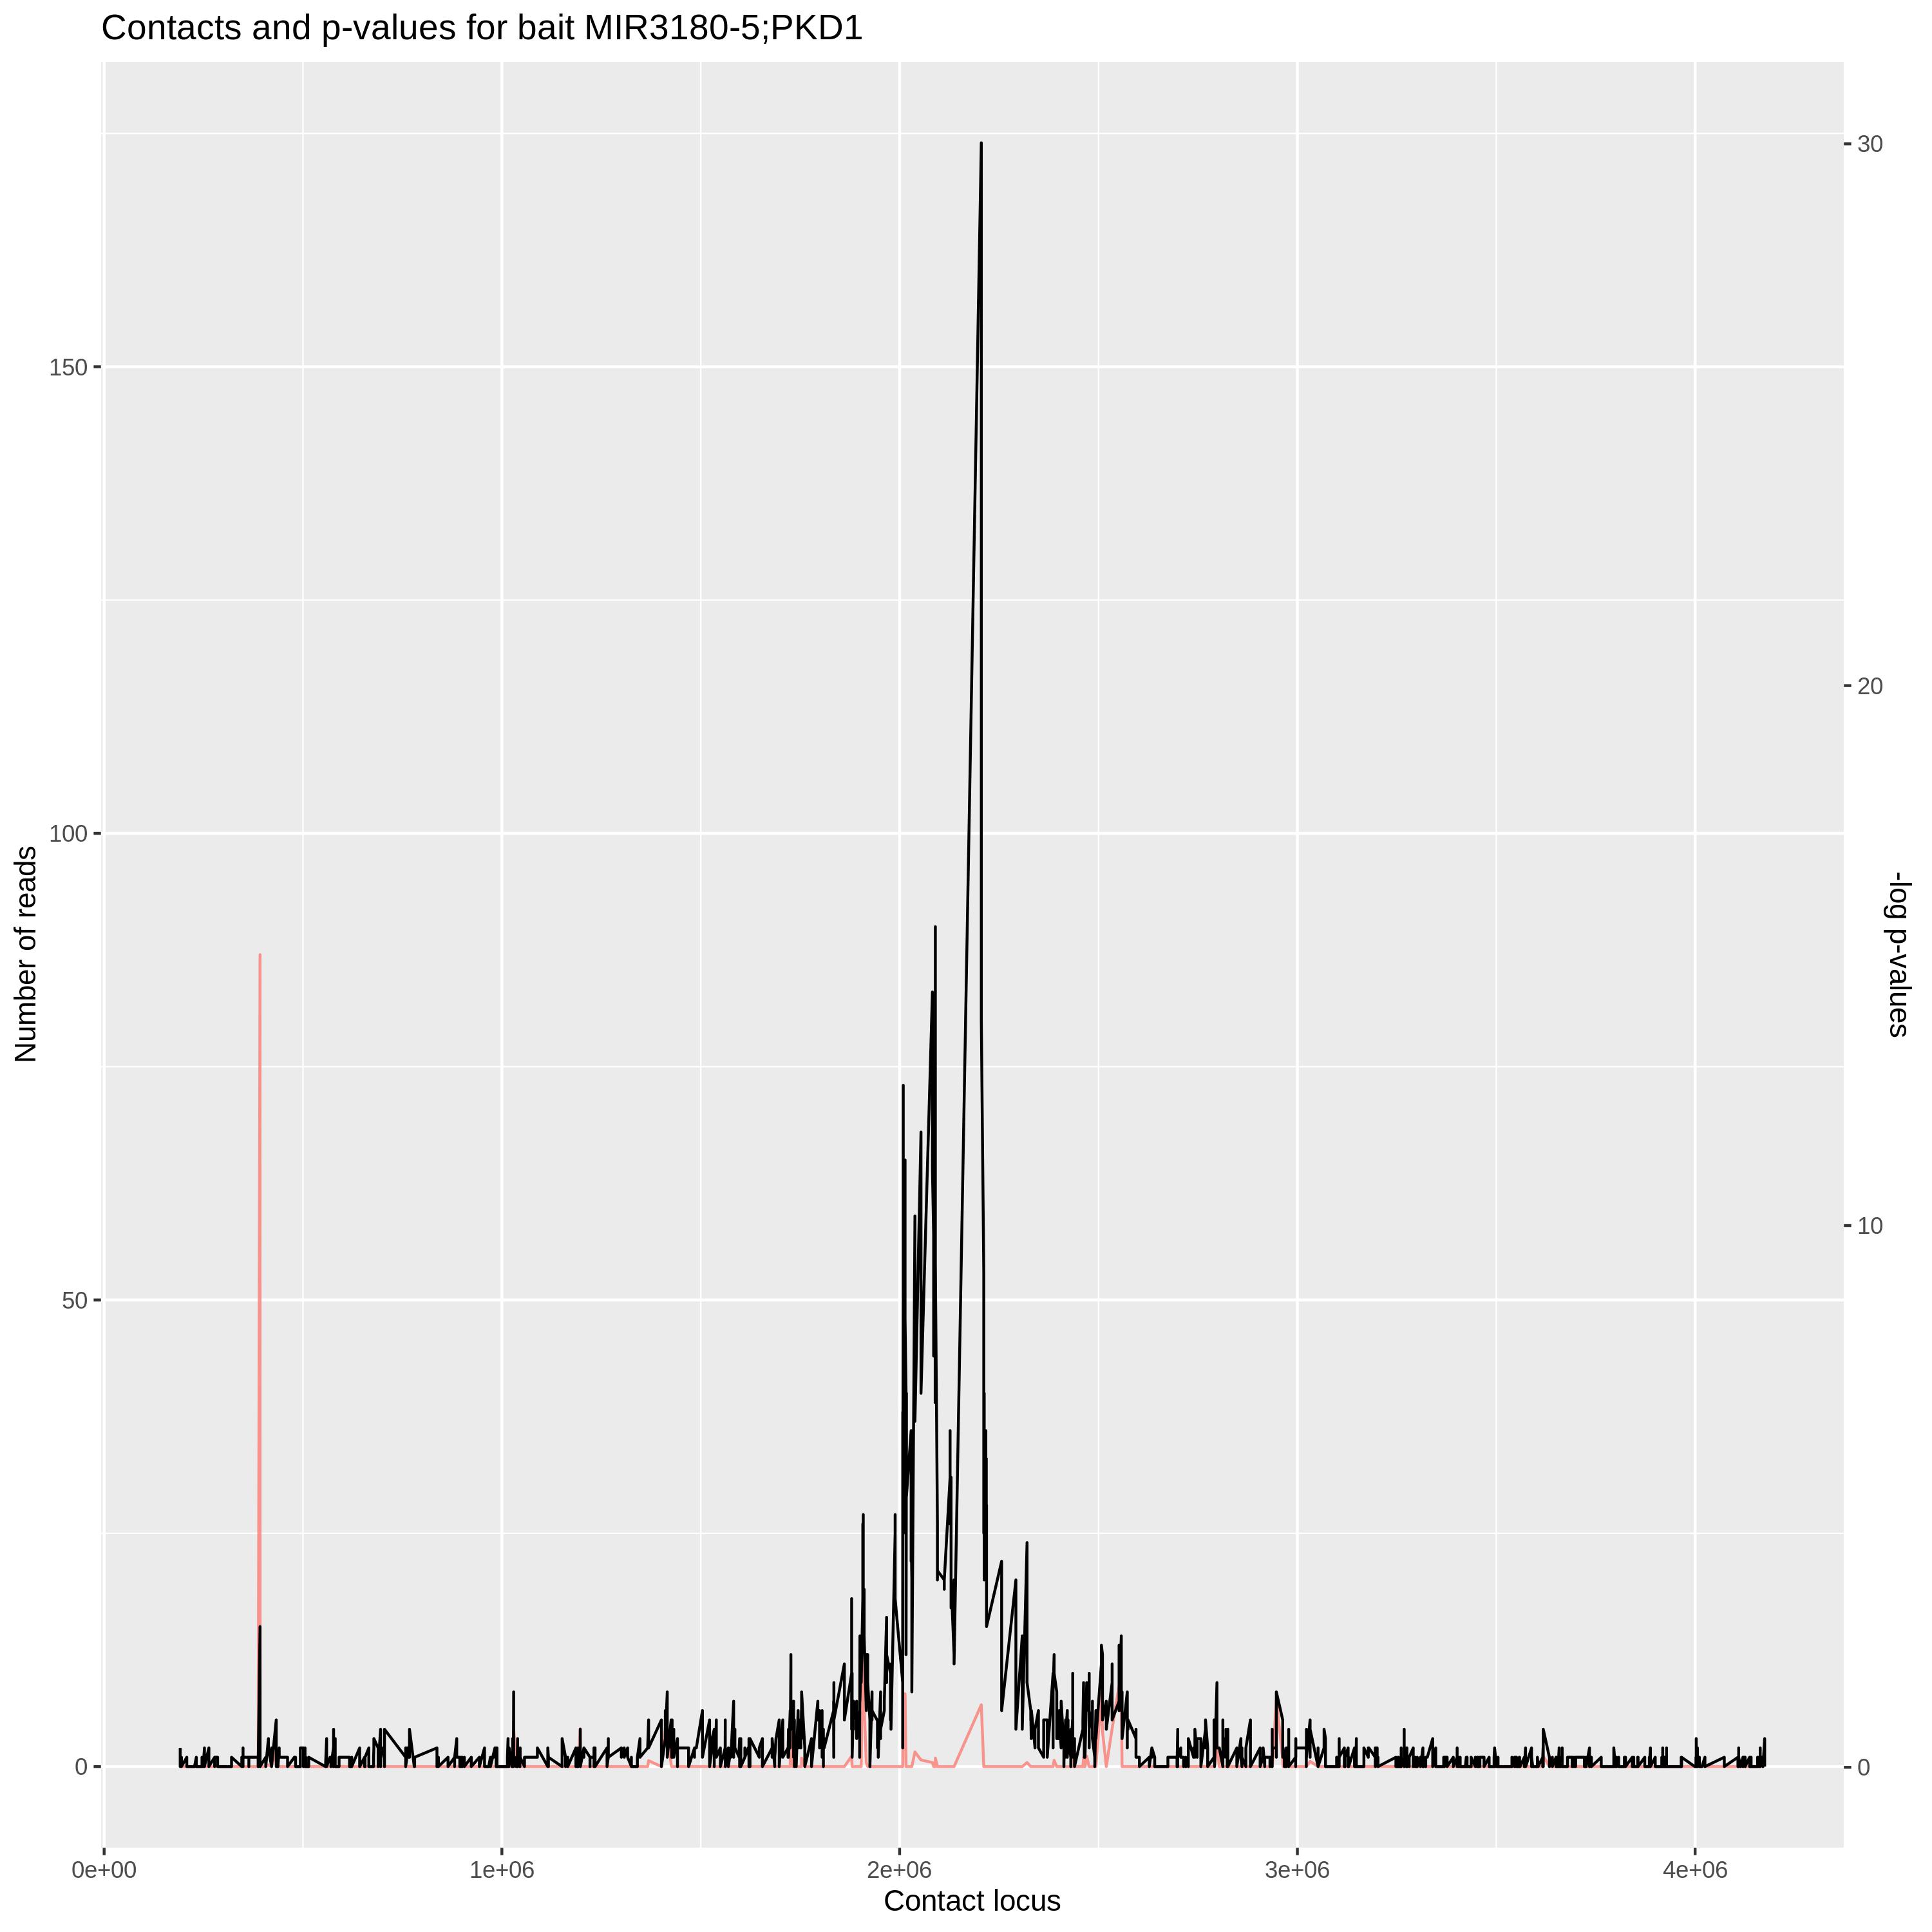 Contacts and p-values for bait MIR3180-5;PKD1
30
150
20
100
Number of reads
-log p-values
10
50
0
0
0e+00 1e+06 2e+06 3e+06 4e+06
Contact locus